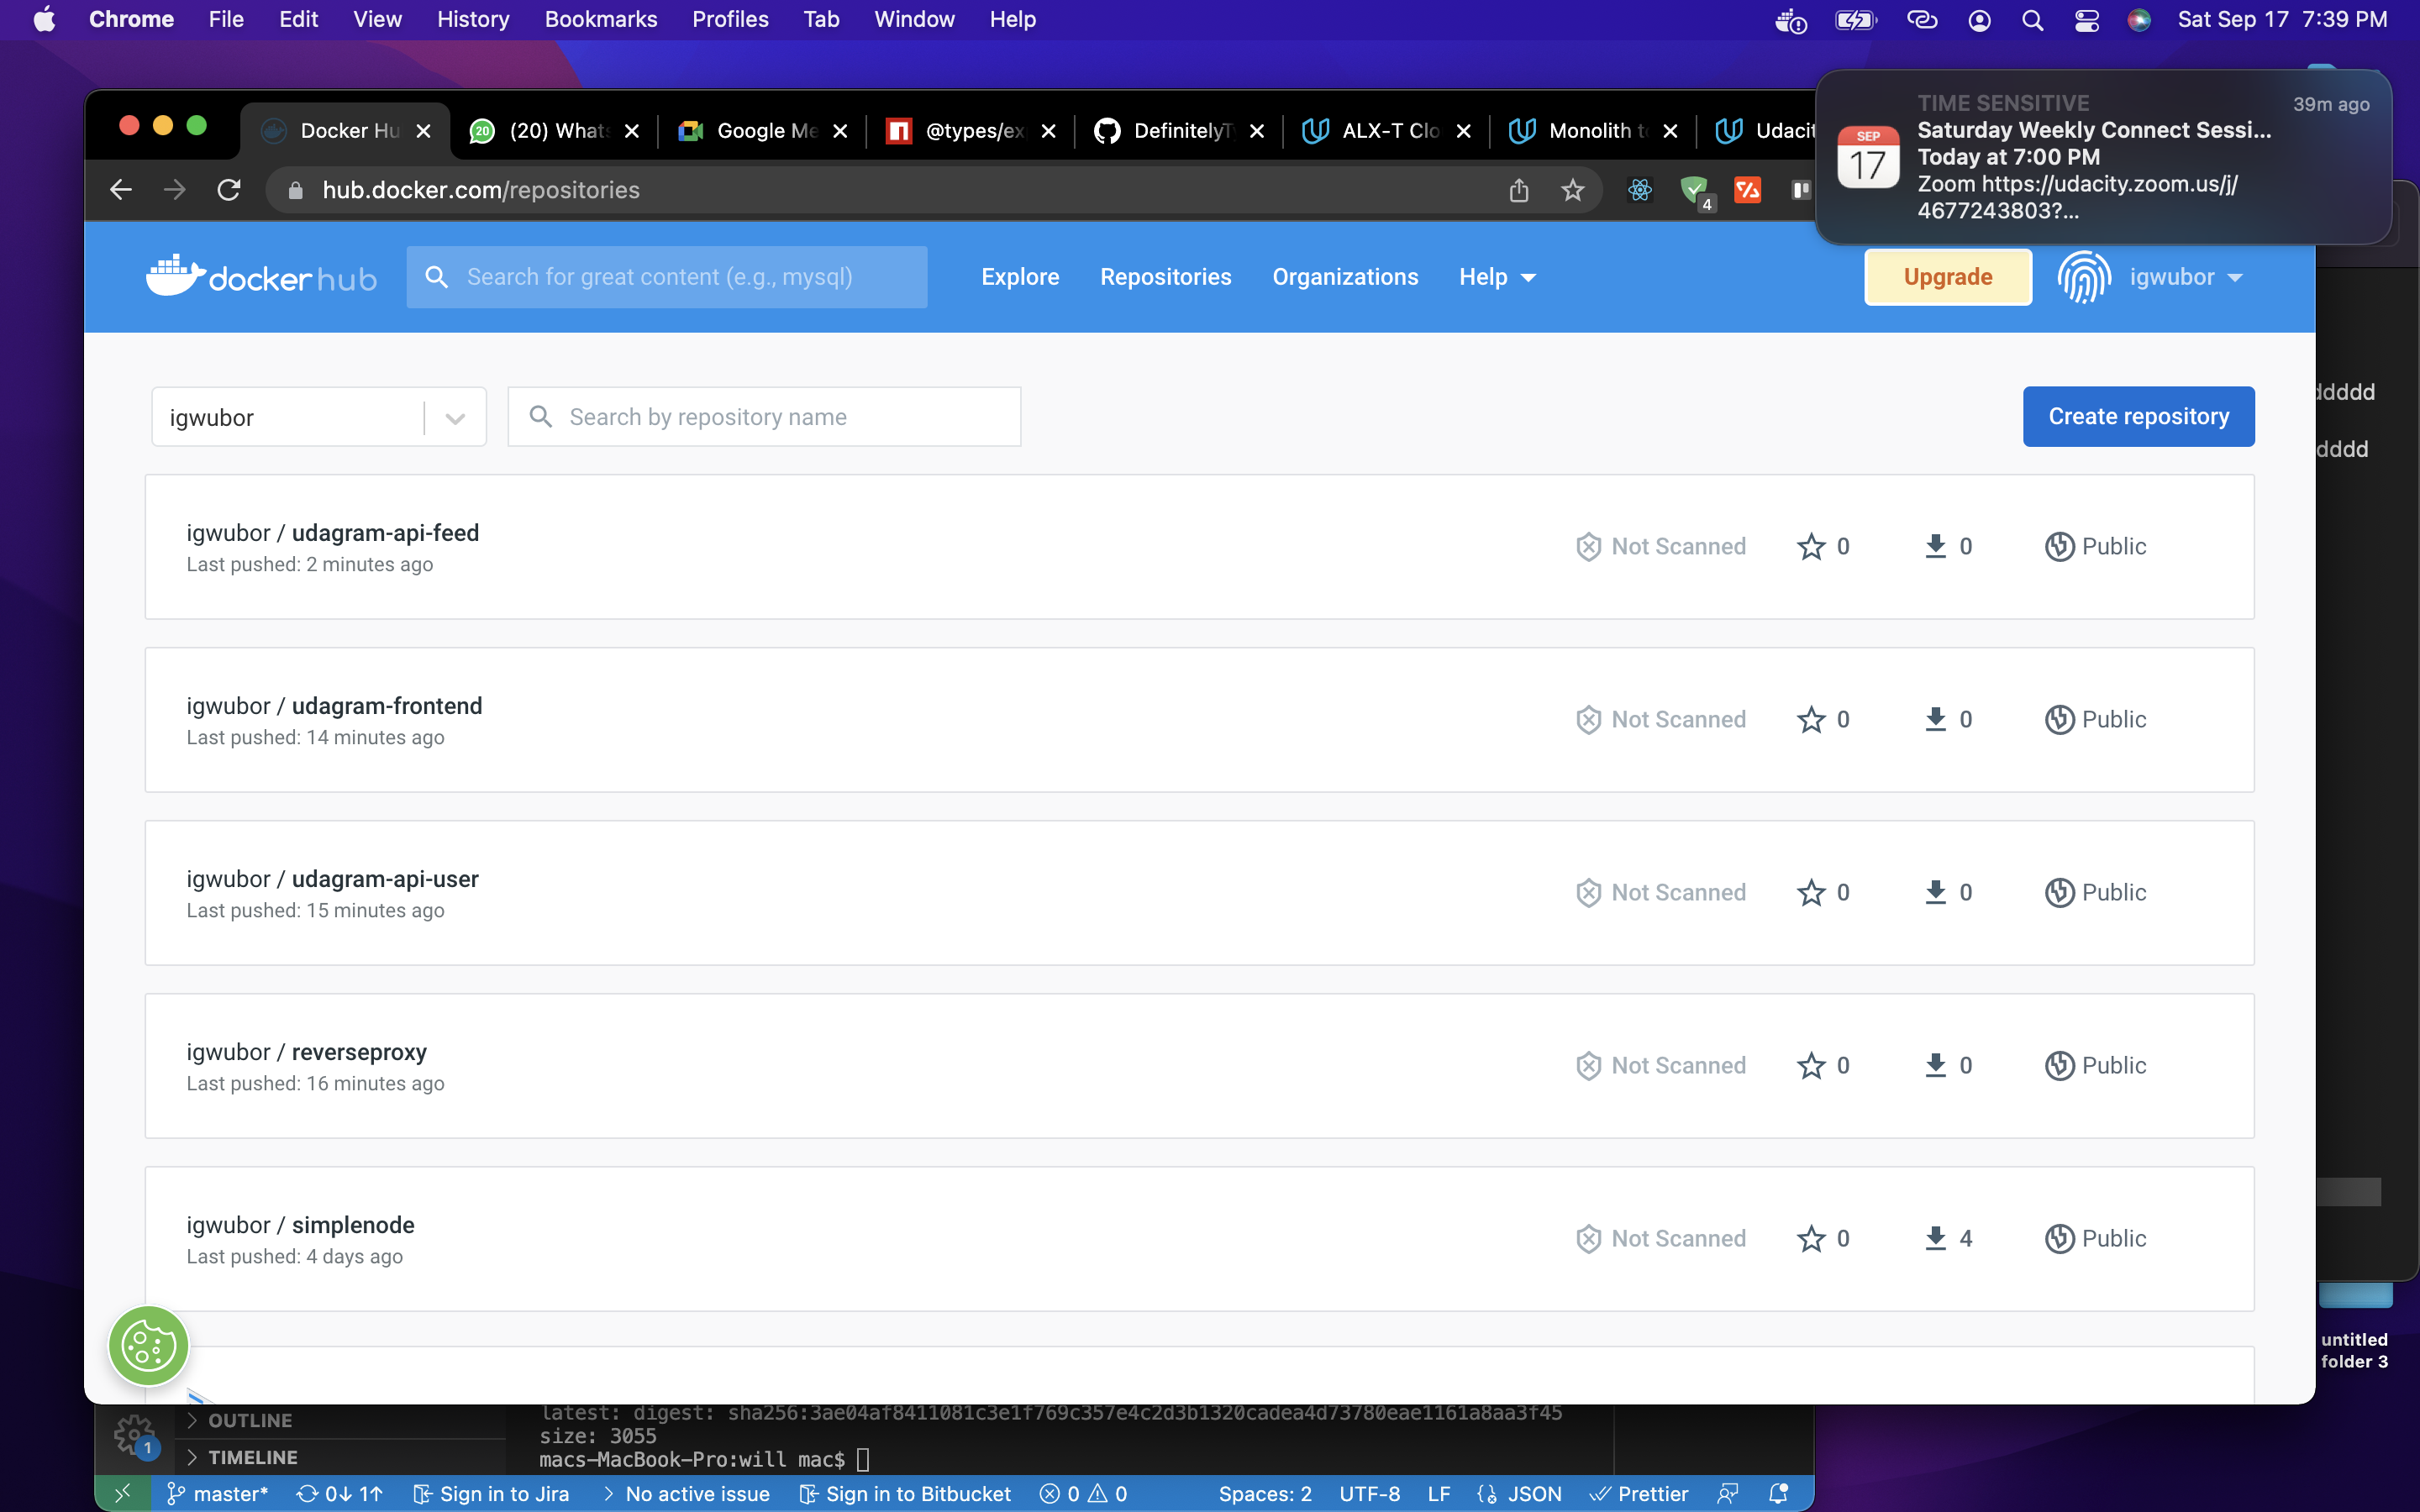 Chrome File Edit View History Bookmarks Profiles Tab Window Help Sat Sep 17 7:39 PM
TIME SENSITIVE 39m ago
Saturday Weekly Connect Sessi...
Today at 7:00 PM
Zoom https://udacity.zoom.us/j/
4677243803?...
SEP
17
Docker Hu (20) Whats Google Me @types/ex DefinitelyT ALX-T Clo Monolith t Udacit
20
hub.docker.com/repositories
4
docker hub Search for great content (e.g., mysql) Explore Repositories Organizations Help Upgrade igwubor
igwubor Search by repository name Create repository
ddddd
dddd
igwubor / udagram-api-feed
Last pushed: 2 minutes ago
Not Scanned 0 0 Public
igwubor / udagram-frontend
Last pushed: 14 minutes ago
Not Scanned 0 0 Public
igwubor / udagram-api-user
Last pushed: 15 minutes ago
Not Scanned 0 0 Public
igwubor / reverseproxy
Last pushed: 16 minutes ago
Not Scanned 0 0 Public
igwubor / simplenode
Last pushed: 4 days ago
Not Scanned 0 4 Public
untitled
folder 3
OUTLINE
TIMELINE
1
latest: digest: sha256:3ae04af8411081c3e1f769c357e4c2d3b1320cadea4d73780eae1161a8aa3f45
size: 3055
macs-MacBook-Pro:will mac$
master* 0↓ 1↑ Sign in to Jira No active issue Sign in to Bitbucket 0 0 Spaces: 2 UTF-8 LF JSON Prettier